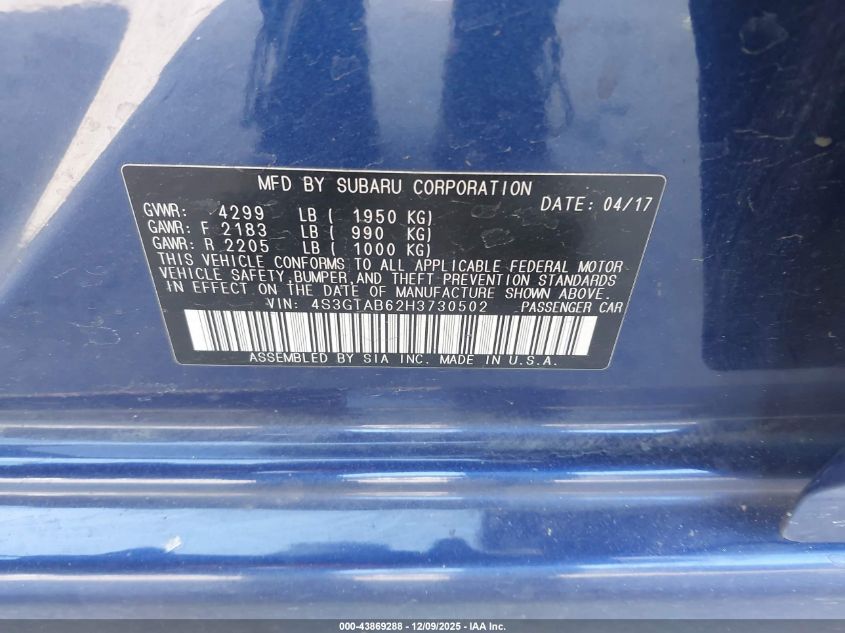 MFD BY SUBARU CORPORATION
DATE: 04/17
GVWR: 4299 LB ( 1950 KG)
GAWR: F 2183 LB ( 990 KG)
GAWR: R 2205 LB ( 1000 KG)
THIS VEHICLE CONFORMS TO ALL APPLICABLE FEDERAL MOTOR
VEHICLE SAFETY, BUMPER, AND THEFT PREVENTION STANDARDS
IN EFFECT ON THE DATE OF MANUFACTURE SHOWN ABOVE.
VIN: 4S3GTAB62H3730502 PASSENGER CAR
ASSEMBLED BY SIA INC. MADE IN U.S.A.
000-43869288 - 12/09/2025 - IAA Inc.